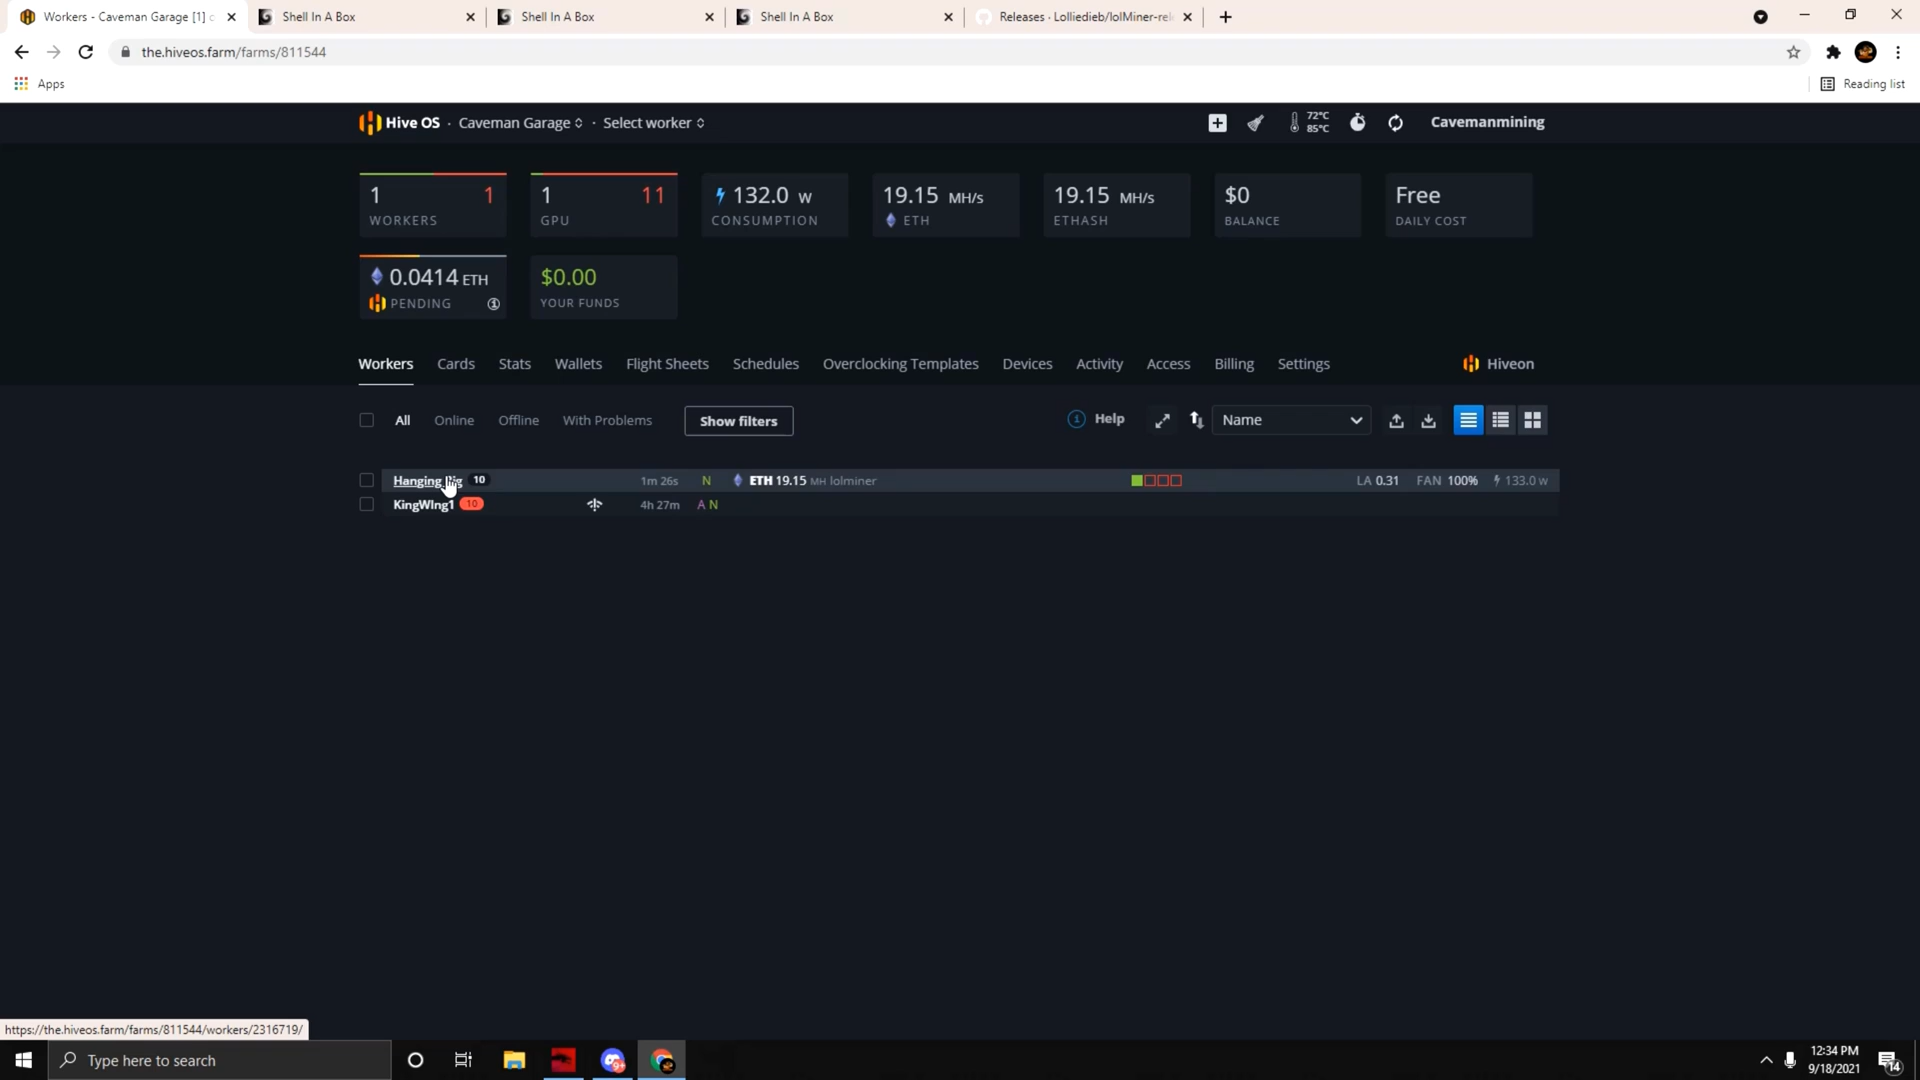 Workers - Caveman Garage [1] c
Shell In A Box
Shell In A Box
Shell In A Box
Releases · Lolliedieb/lolMiner-rel
the.hiveos.farm/farms/811544
Apps
Reading list
Hive OS · Caveman Garage · Select worker
72°C
85°C
Cavemanmining
1 1
WORKERS
1 11
GPU
132.0 W
CONSUMPTION
19.15 MH/s
ETH
19.15 MH/s
ETHASH
$0
BALANCE
Free
DAILY COST
0.0414 ETH
PENDING
$0.00
YOUR FUNDS
Workers Cards Stats Wallets Flight Sheets Schedules Overclocking Templates Devices Activity Access Billing Settings Hiveon
All Online Offline With Problems Show filters Help Name
Hanging 10 1m 26s N ETH 19.15 MH lolminer LA 0.31 FAN 100% 133.0 W
KingWIng1 10 4h 27m A N
https://the.hiveos.farm/farms/811544/workers/2316719/
Type here to search
9+
12:34 PM
9/18/2021
14